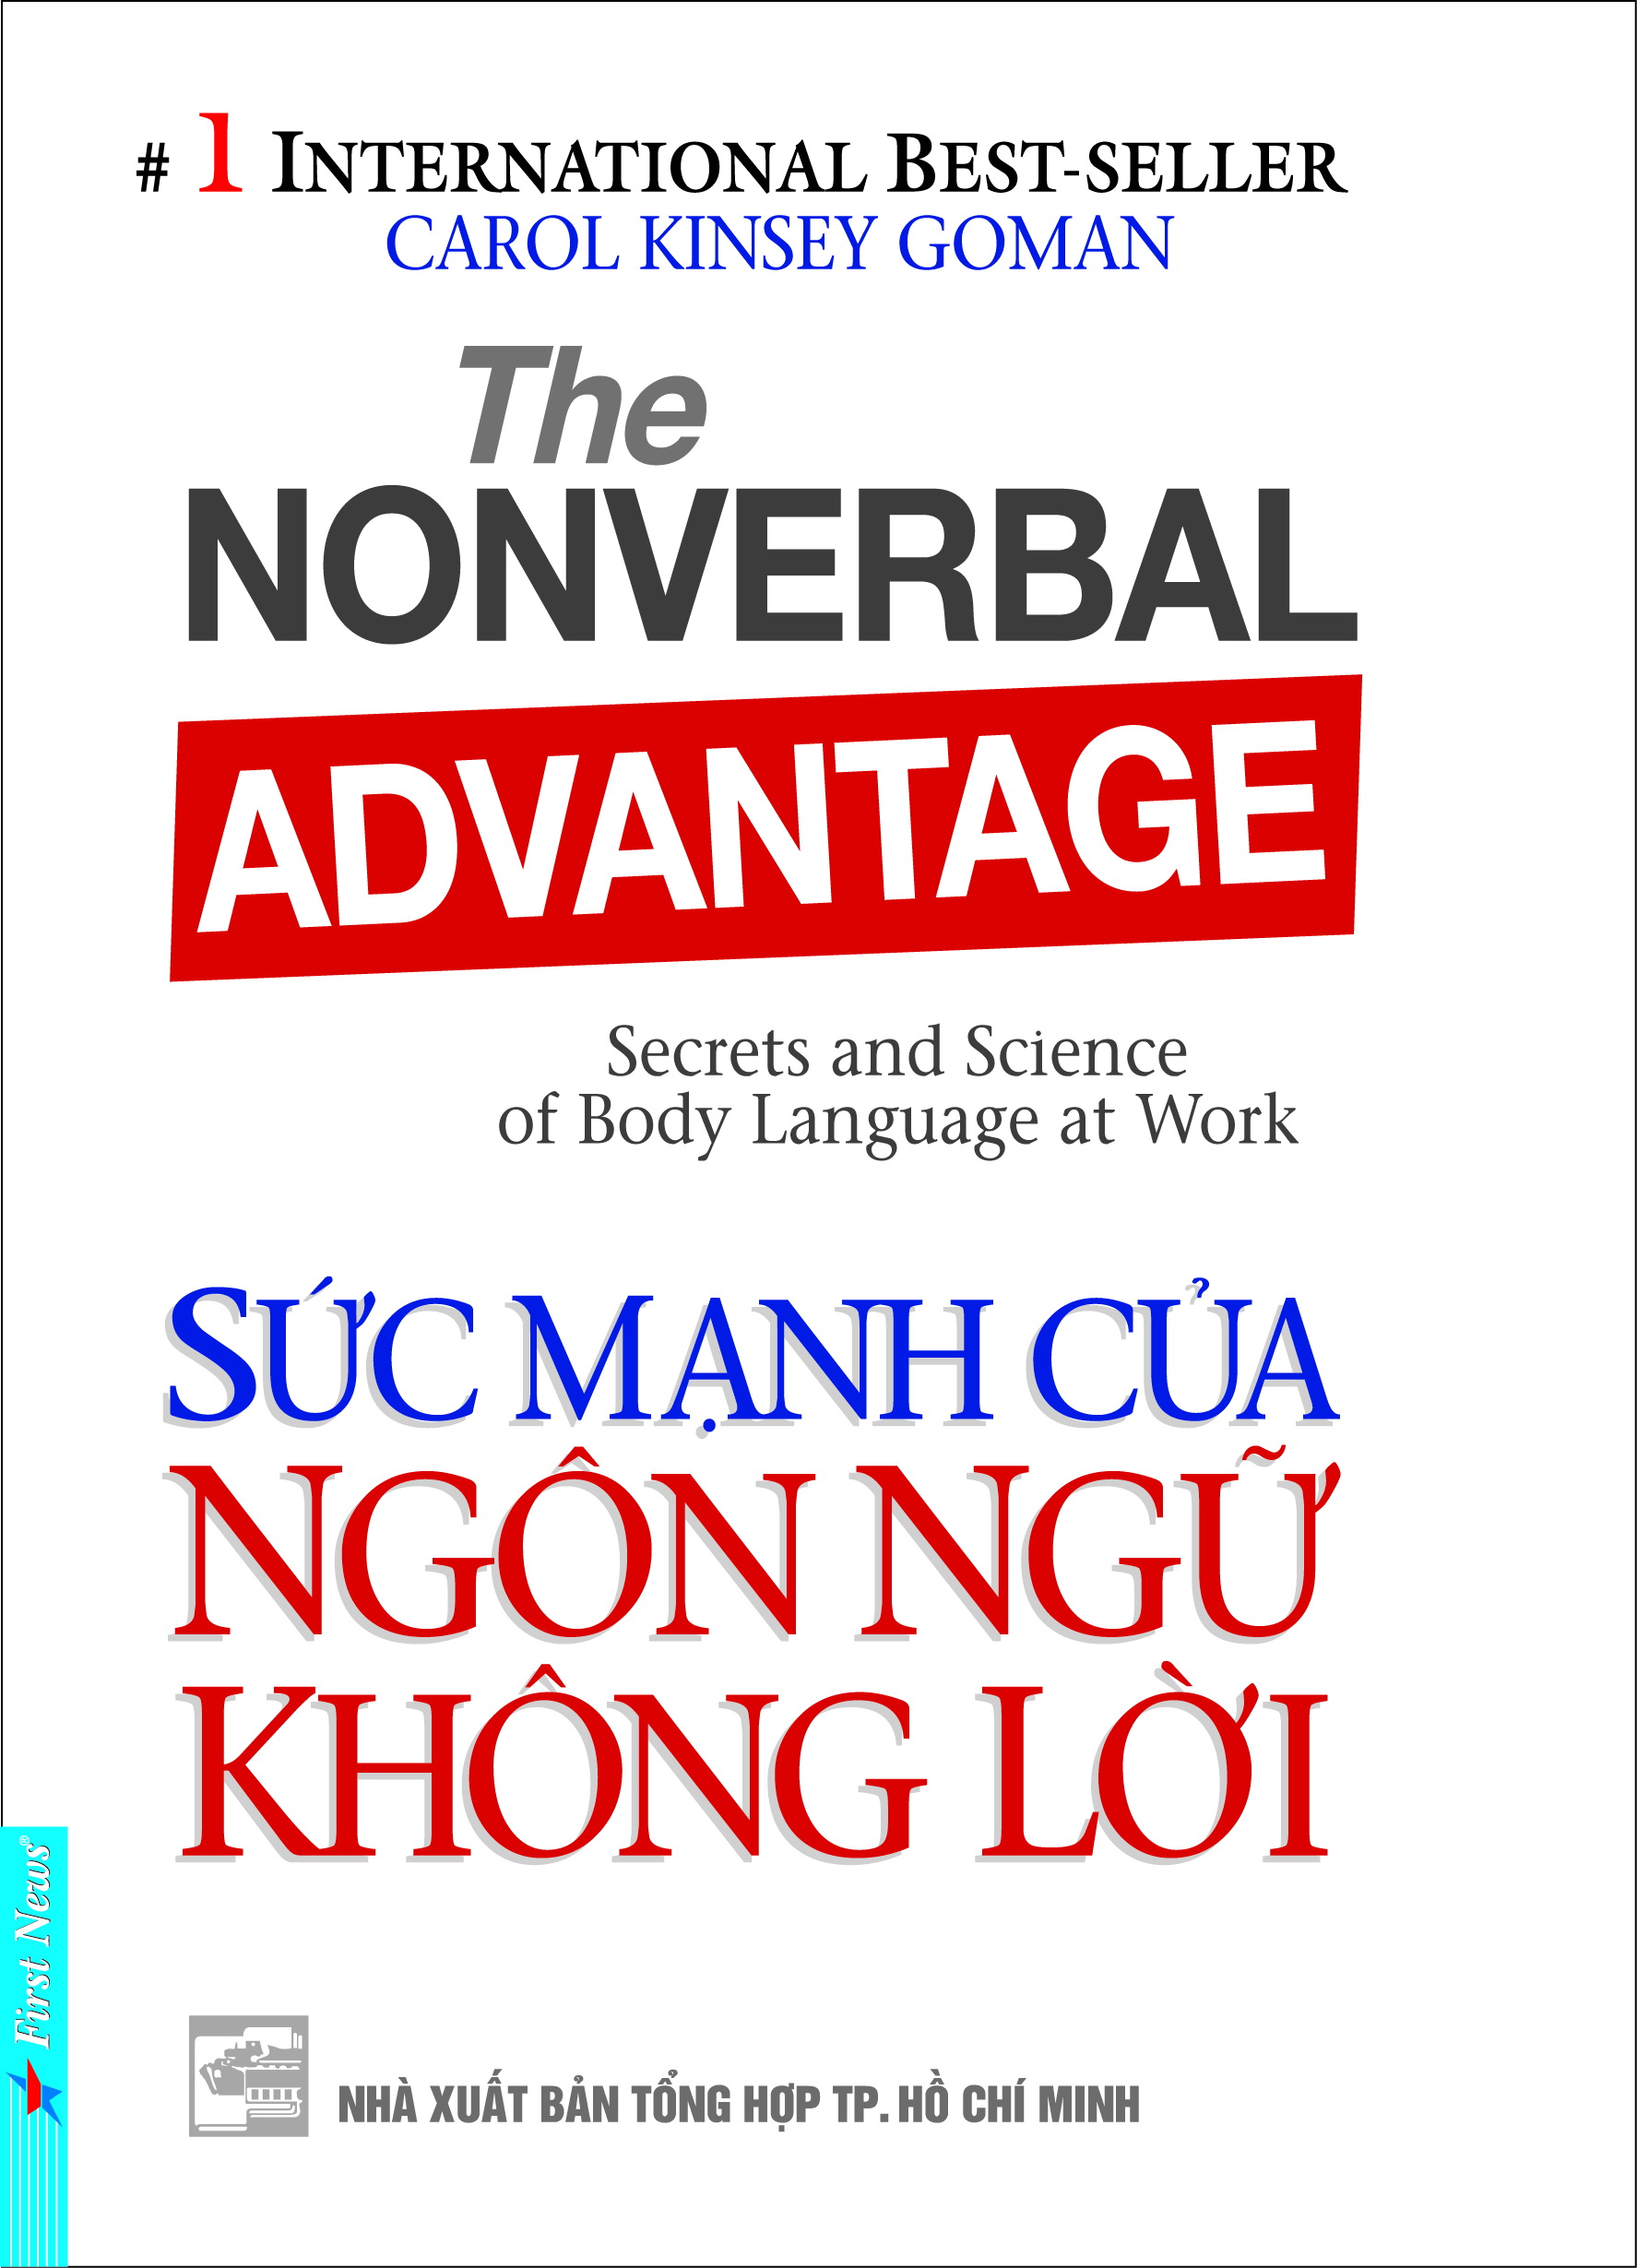 # 1 INTERNATIONAL BEST-SELLER
CAROL KINSEY GOMAN
The
NONVERBAL
ADVANTAGE
Secrets and Science
of Body Language at Work
SỨC MẠNH CỦA
NGÔN NGỮ
KHÔNG LỜI
First News®
NHÀ XUẤT BẢN TỔNG HỢP TP. HỒ CHÍ MINH